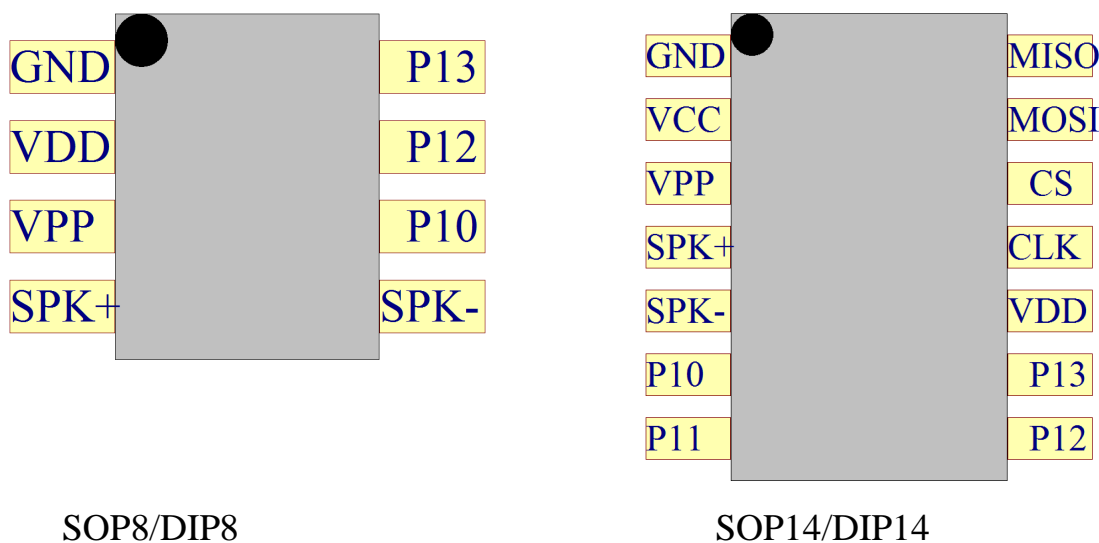 GND P13
VDD P12
VPP P10
SPK+ SPK-
SOP8/DIP8
GND MISO
VCC MOSI
VPP CS
SPK+ CLK
SPK- VDD
P10 P13
P11 P12
SOP14/DIP14